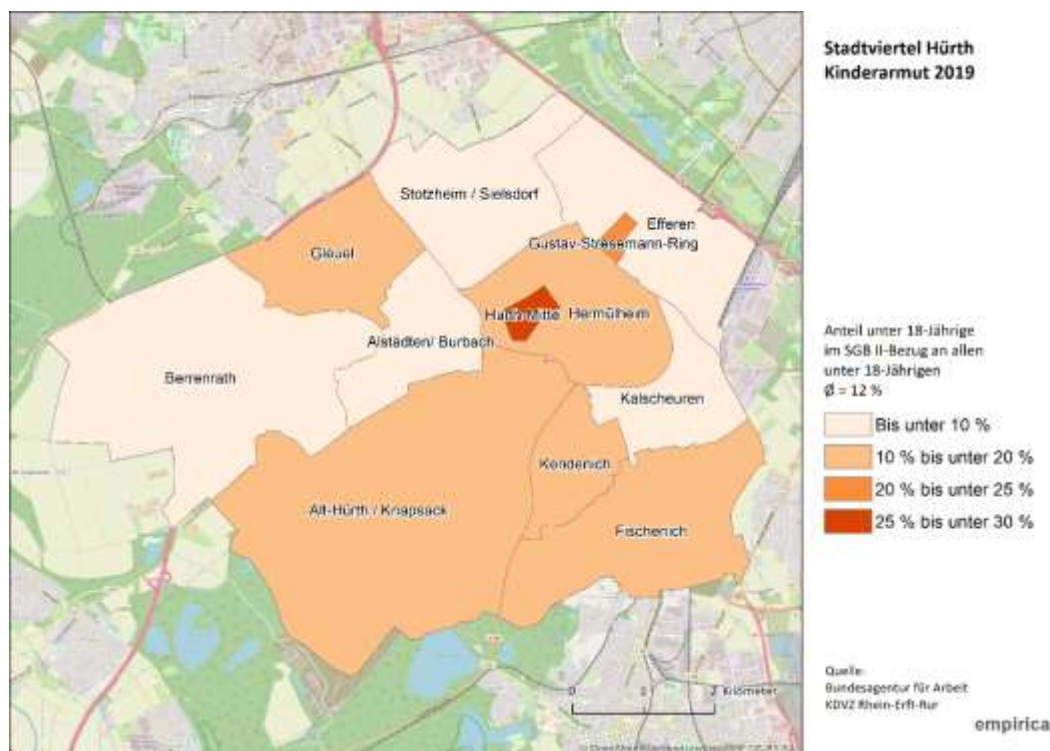 Stadtviertel Hürth
Kinderarmut 2019
Stotzheim / Sielsdorf
Efferen
Gustav-Stresemann-Ring
Gleuel
Hürth-Mitte
Hermülheim
Alstädten/ Burbach
Berrenrath
Kalscheuren
Kendenich
Alt-Hürth / Knapsack
Fischenich
Anteil unter 18-Jährige
im SGB II-Bezug an allen
unter 18-Jährigen
Ø = 12 %
Bis unter 10 %
10 % bis unter 20 %
20 % bis unter 25 %
25 % bis unter 30 %
Kilometer
Quelle:
Bundesagentur für Arbeit
KDVZ Rhein-Erft-Rur
empirica